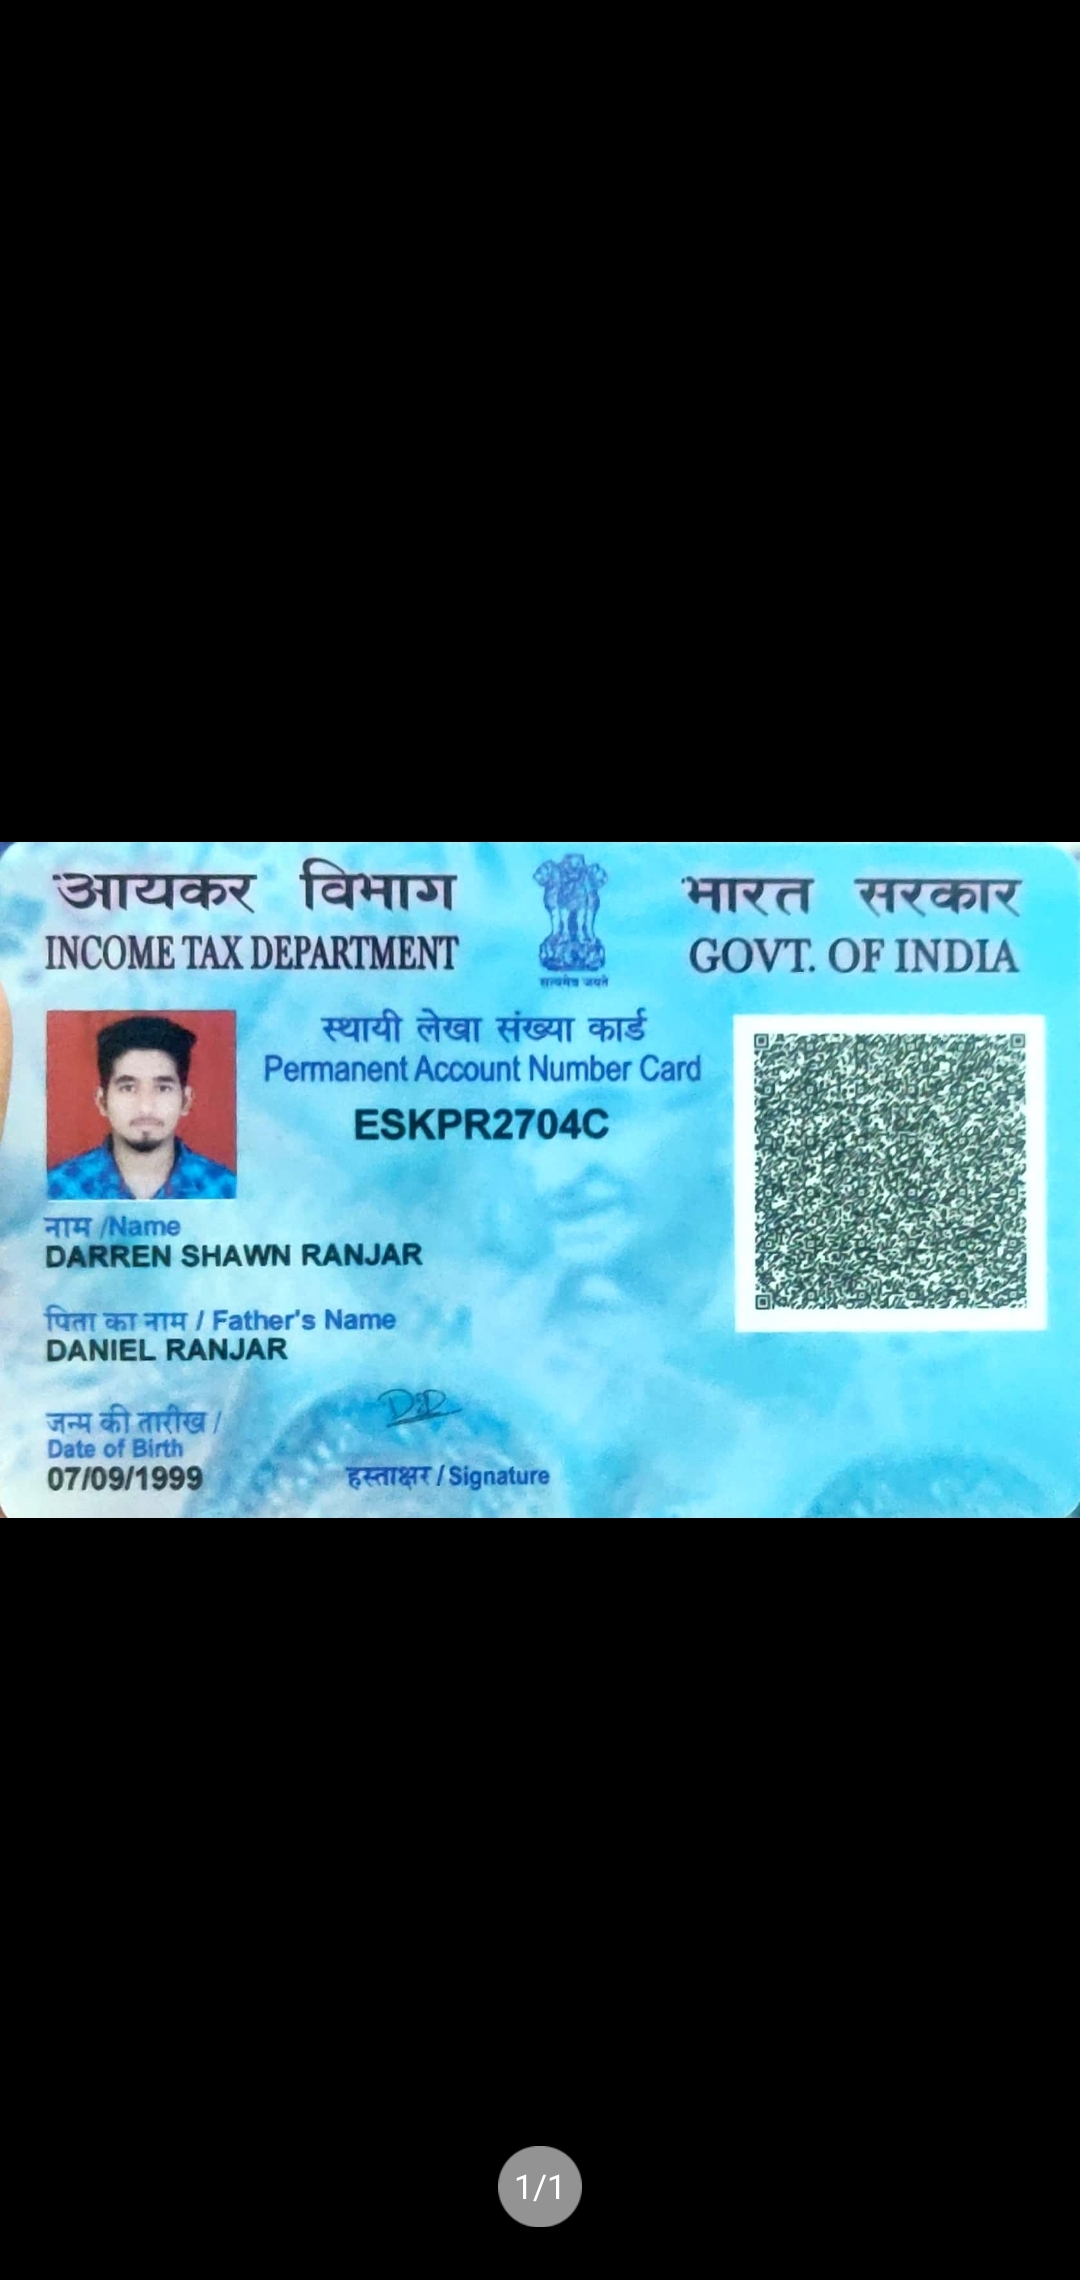 आयकर विभाग
INCOME TAX DEPARTMENT
भारत सरकार
GOVT. OF INDIA
सत्यमेव जयते
स्थायी लेखा संख्या कार्ड
Permanent Account Number Card
ESKPR2704C
नाम /Name
DARREN SHAWN RANJAR
पिता का नाम / Father's Name
DANIEL RANJAR
जन्म की तारीख /
Date of Birth
07/09/1999
हस्ताक्षर / Signature
1/1